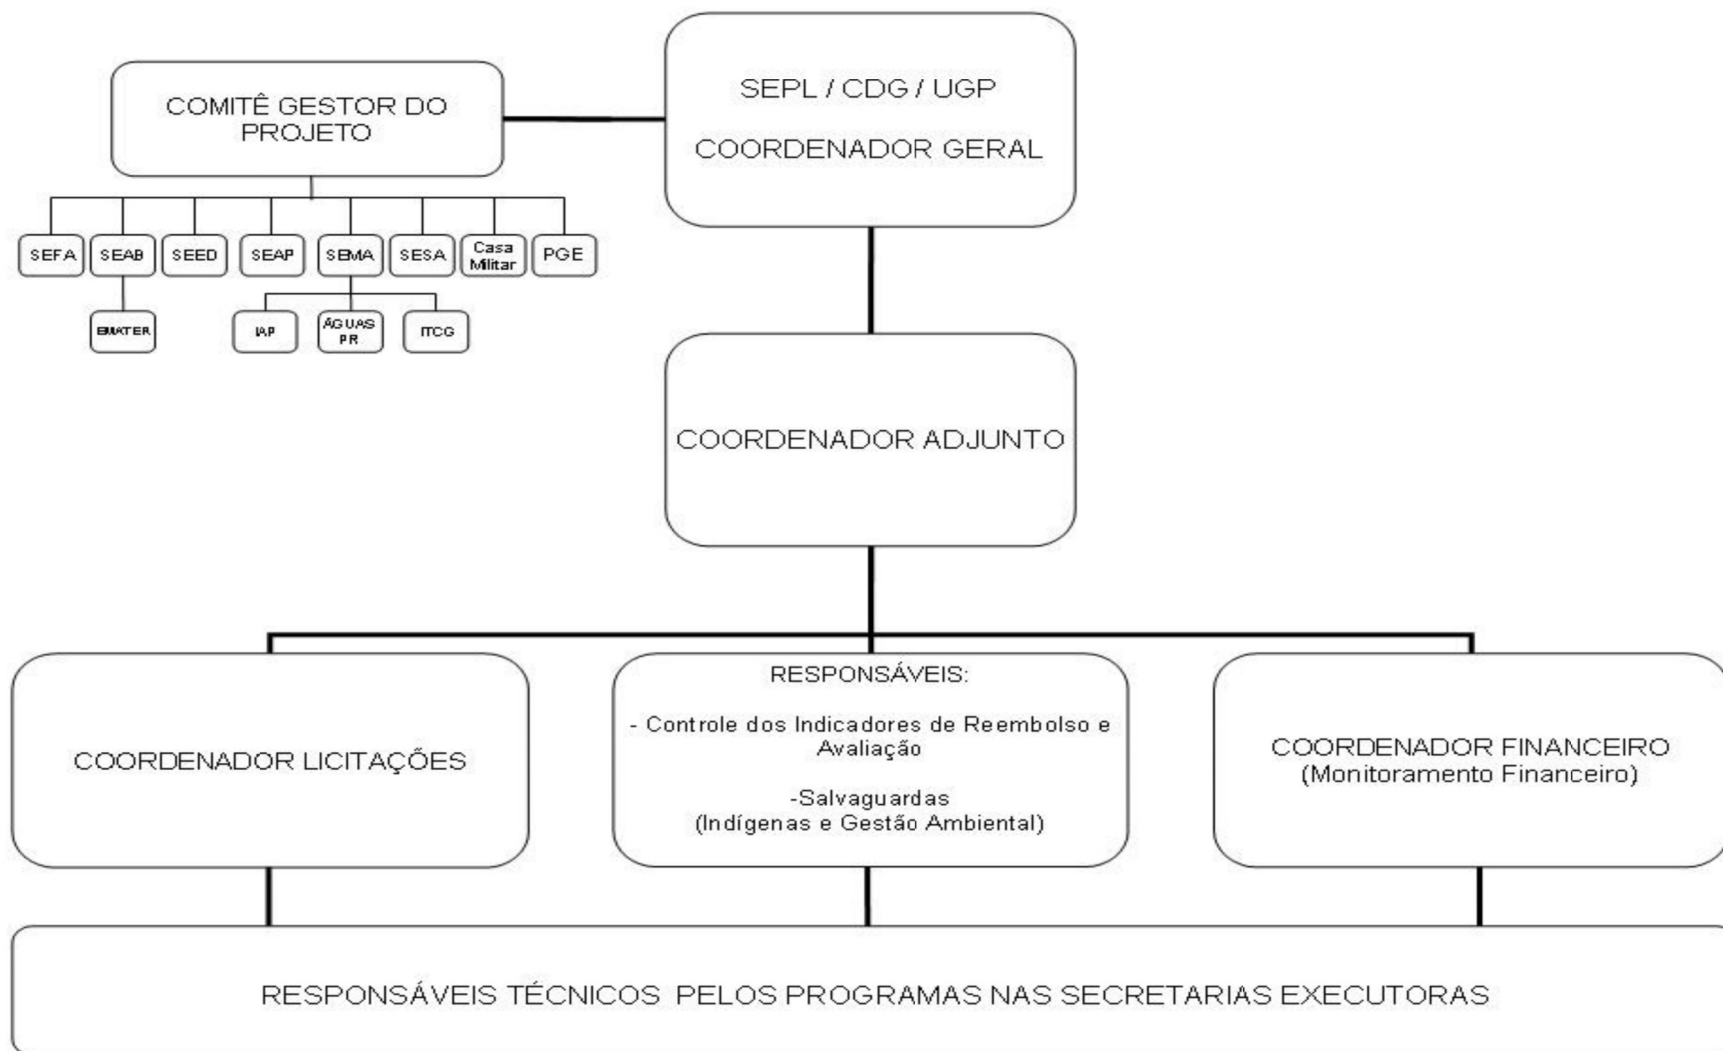 SEPL / CDG / UGP
COORDENADOR GERAL
COMITÊ GESTOR DO
PROJETO
SEFA
SEAB
SEED
SEAP
SEMA
SESA
Casa
Militar
PGE
EMATER
IAP
ÁGUAS
PR
ITCG
COORDENADOR ADJUNTO
COORDENADOR LICITAÇÕES
RESPONSÁVEIS:
- Controle dos Indicadores de Reembolso e
Avaliação
-Salvaguardas
(Indígenas e Gestão Ambiental)
COORDENADOR FINANCEIRO
(Monitoramento Financeiro)
RESPONSÁVEIS TÉCNICOS PELOS PROGRAMAS NAS SECRETARIAS EXECUTORAS